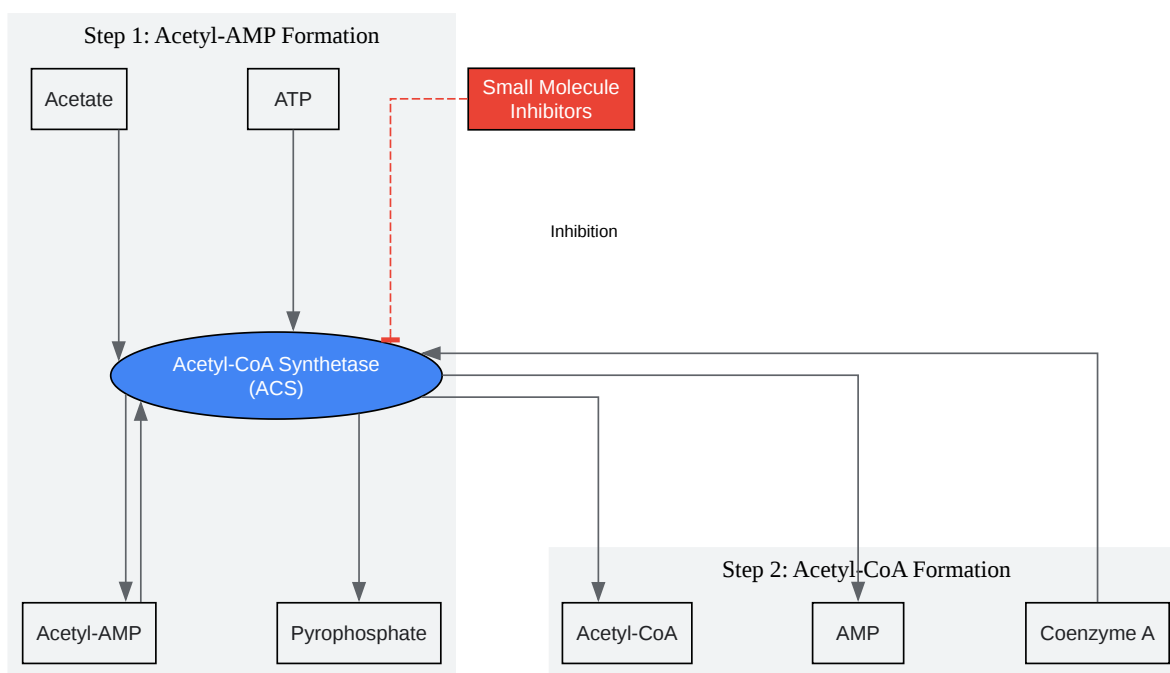 Step 1: Acetyl-AMP Formation
Acetate
ATP
Small Molecule
Inhibitors
Inhibition
Acetyl-CoA Synthetase
(ACS)
Step 2: Acetyl-CoA Formation
Acetyl-AMP
Pyrophosphate
Acetyl-CoA
AMP
Coenzyme A